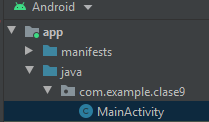 Android
app
manifests
java
com.example.clase9
C MainActivity